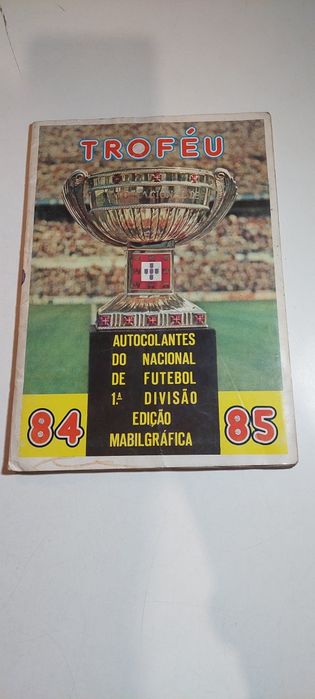 TROFÉU
AUTOCOLANTES
DO NACIONAL
DE FUTEBOL
1.ª DIVISÃO
EDIÇÃO
MABILGRÁFICA
84
85